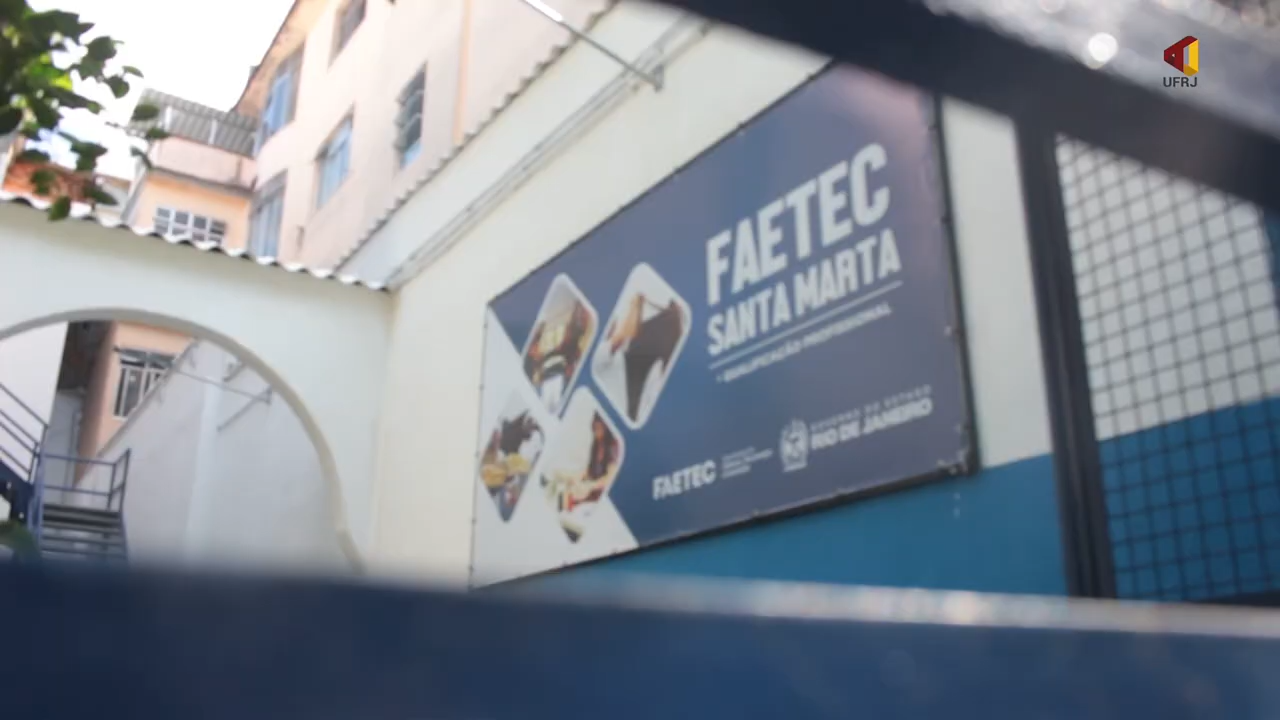 UFRJ
FAETEC
SANTA MARTA
QUALIFICAÇÃO PROFISSIONAL
FAETEC
GOVERNO DO ESTADO
RIO DE JANEIRO